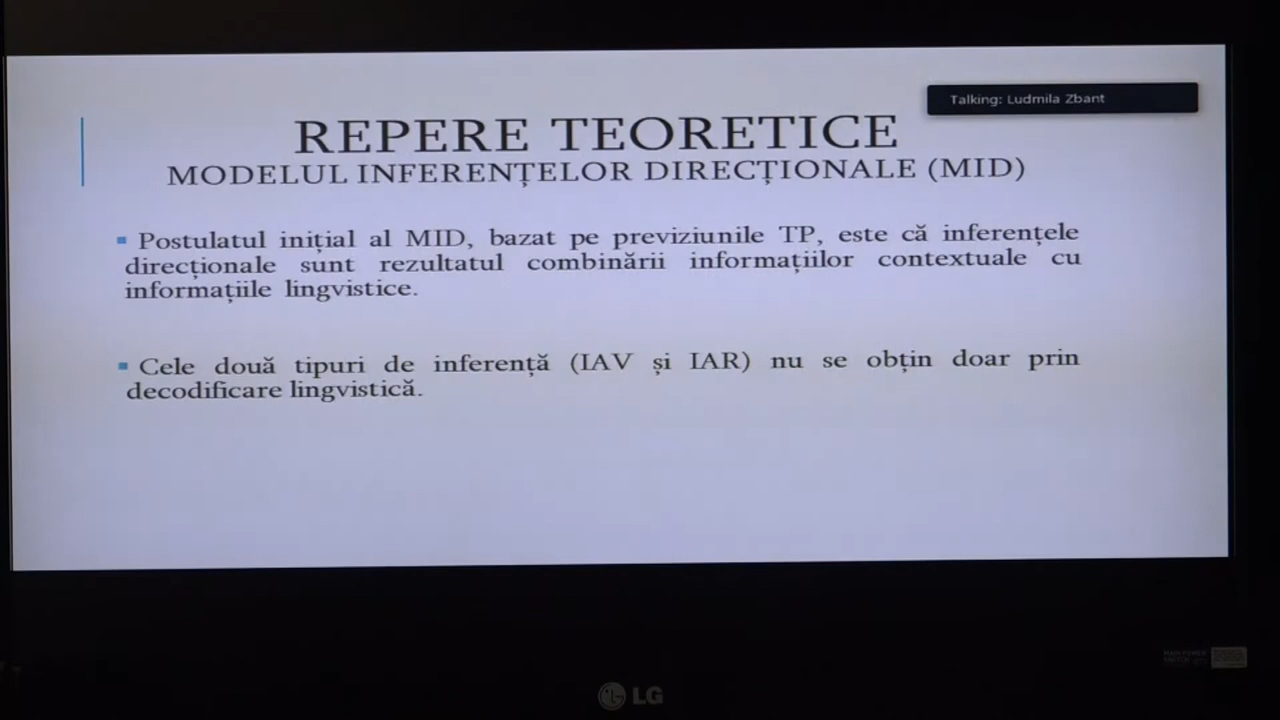 Talking: Ludmila Zbant
REPERE TEORETICE
MODELUL INFERENȚELOR DIRECȚIONALE (MID)
Postulatul inițial al MID, bazat pe previziunile TP, este că inferențele
direcționale sunt rezultatul combinării informațiilor contextuale cu
informațiile lingvistice.
Cele două tipuri de inferență (IAV și IAR) nu se obțin doar prin
decodificare lingvistică.
LG